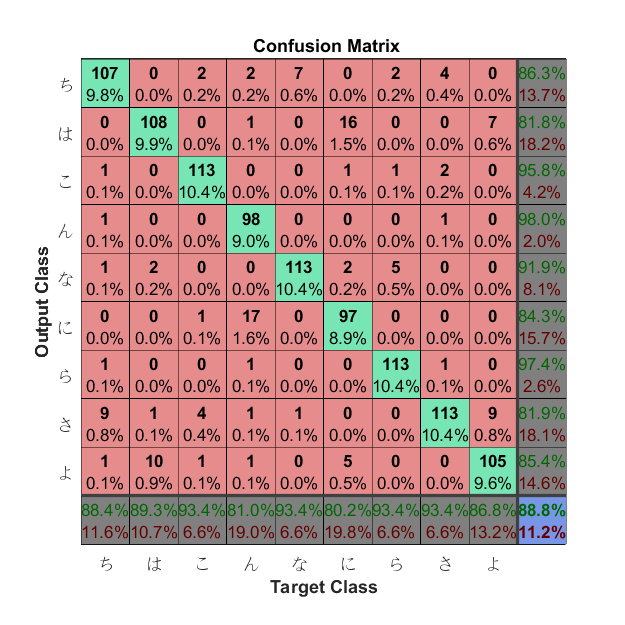 Confusion Matrix
107 0 2 2 7 0 2 4 0 86.3%
ち
9.8% 0.0% 0.2% 0.2% 0.6% 0.0% 0.2% 0.4% 0.0% 13.7%
0 108 0 1 0 16 0 0 7 81.8%
は
0.0% 9.9% 0.0% 0.1% 0.0% 1.5% 0.0% 0.0% 0.6% 18.2%
1 0 113 0 0 1 1 2 0 95.8%
こ
0.1% 0.0% 10.4% 0.0% 0.0% 0.1% 0.1% 0.2% 0.0% 4.2%
1 0 0 98 0 0 0 1 0 98.0%
ん
0.1% 0.0% 0.0% 9.0% 0.0% 0.0% 0.0% 0.1% 0.0% 2.0%
1 2 0 0 113 2 5 0 0 91.9%
な
0.1% 0.2% 0.0% 0.0% 10.4% 0.2% 0.5% 0.0% 0.0% 8.1%
0 0 1 17 0 97 0 0 0 84.3%
に
0.0% 0.0% 0.1% 1.6% 0.0% 8.9% 0.0% 0.0% 0.0% 15.7%
1 0 0 1 0 0 113 1 0 97.4%
ら
0.1% 0.0% 0.0% 0.1% 0.0% 0.0% 10.4% 0.1% 0.0% 2.6%
9 1 4 1 1 0 0 113 9 81.9%
さ
0.8% 0.1% 0.4% 0.1% 0.1% 0.0% 0.0% 10.4% 0.8% 18.1%
1 10 1 1 0 5 0 0 105 85.4%
よ
0.1% 0.9% 0.1% 0.1% 0.0% 0.5% 0.0% 0.0% 9.6% 14.6%
88.4% 89.3% 93.4% 81.0% 93.4% 80.2% 93.4% 93.4% 86.8% 88.8%
11.6% 10.7% 6.6% 19.0% 6.6% 19.8% 6.6% 6.6% 13.2% 11.2%
ち は こ ん な に ら さ よ
Target Class
Output Class